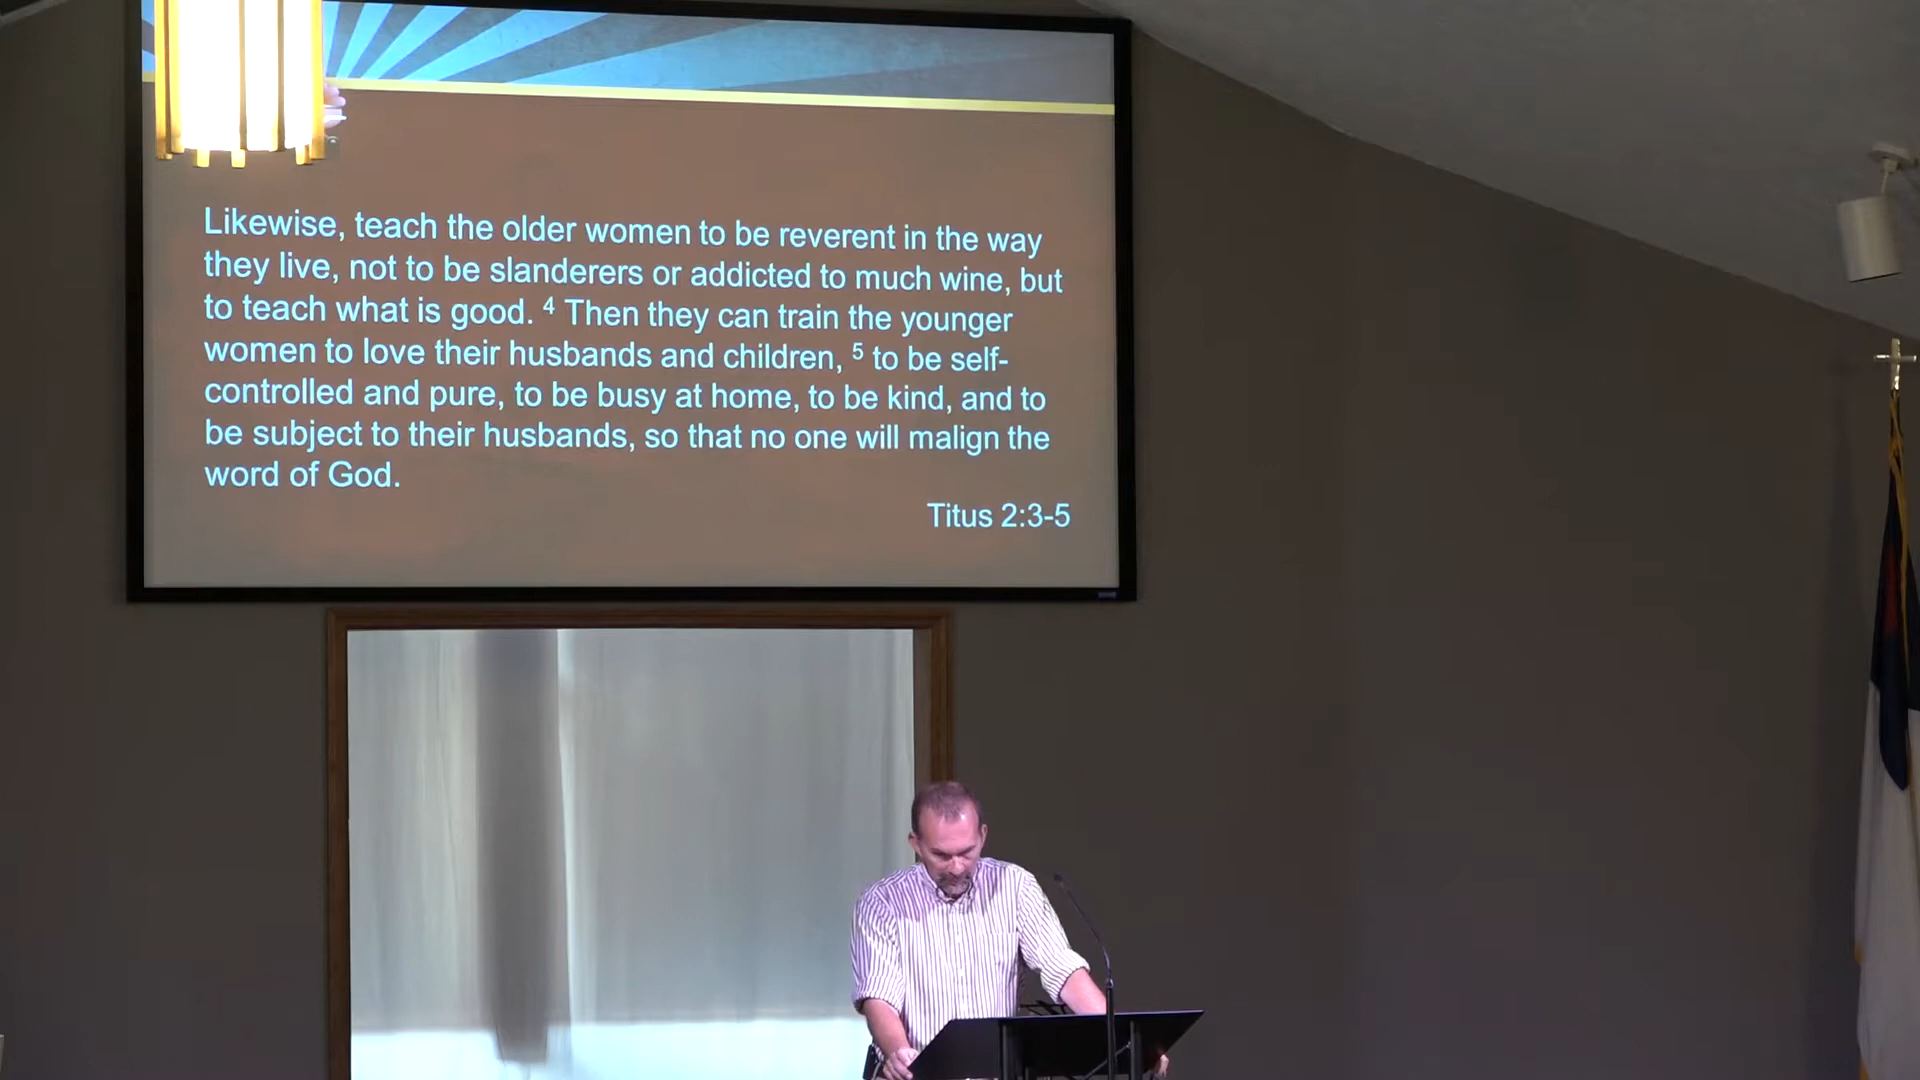 Likewise, teach the older women to be reverent in the way
they live, not to be slanderers or addicted to much wine, but
to teach what is good. 4 Then they can train the younger
women to love their husbands and children, 5 to be self-
controlled and pure, to be busy at home, to be kind, and to
be subject to their husbands, so that no one will malign the
word of God.
Titus 2:3-5